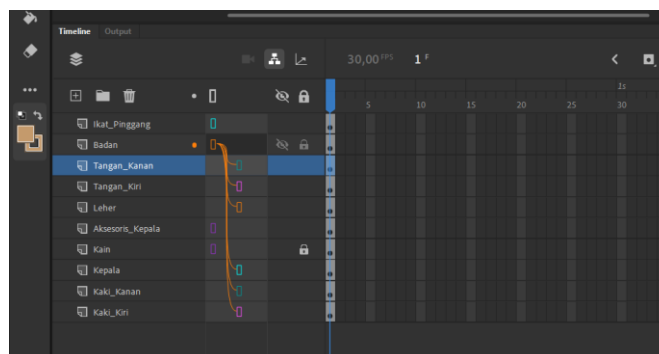 Timeline Output
30,00 FPS 1 F
1s
5 10 15 20 25 30
Ikat_Pinggang
Badan
Tangan_Kanan
Tangan_Kiri
Leher
Aksesoris_Kepala
Kain
Kepala
Kaki_Kanan
Kaki_Kiri